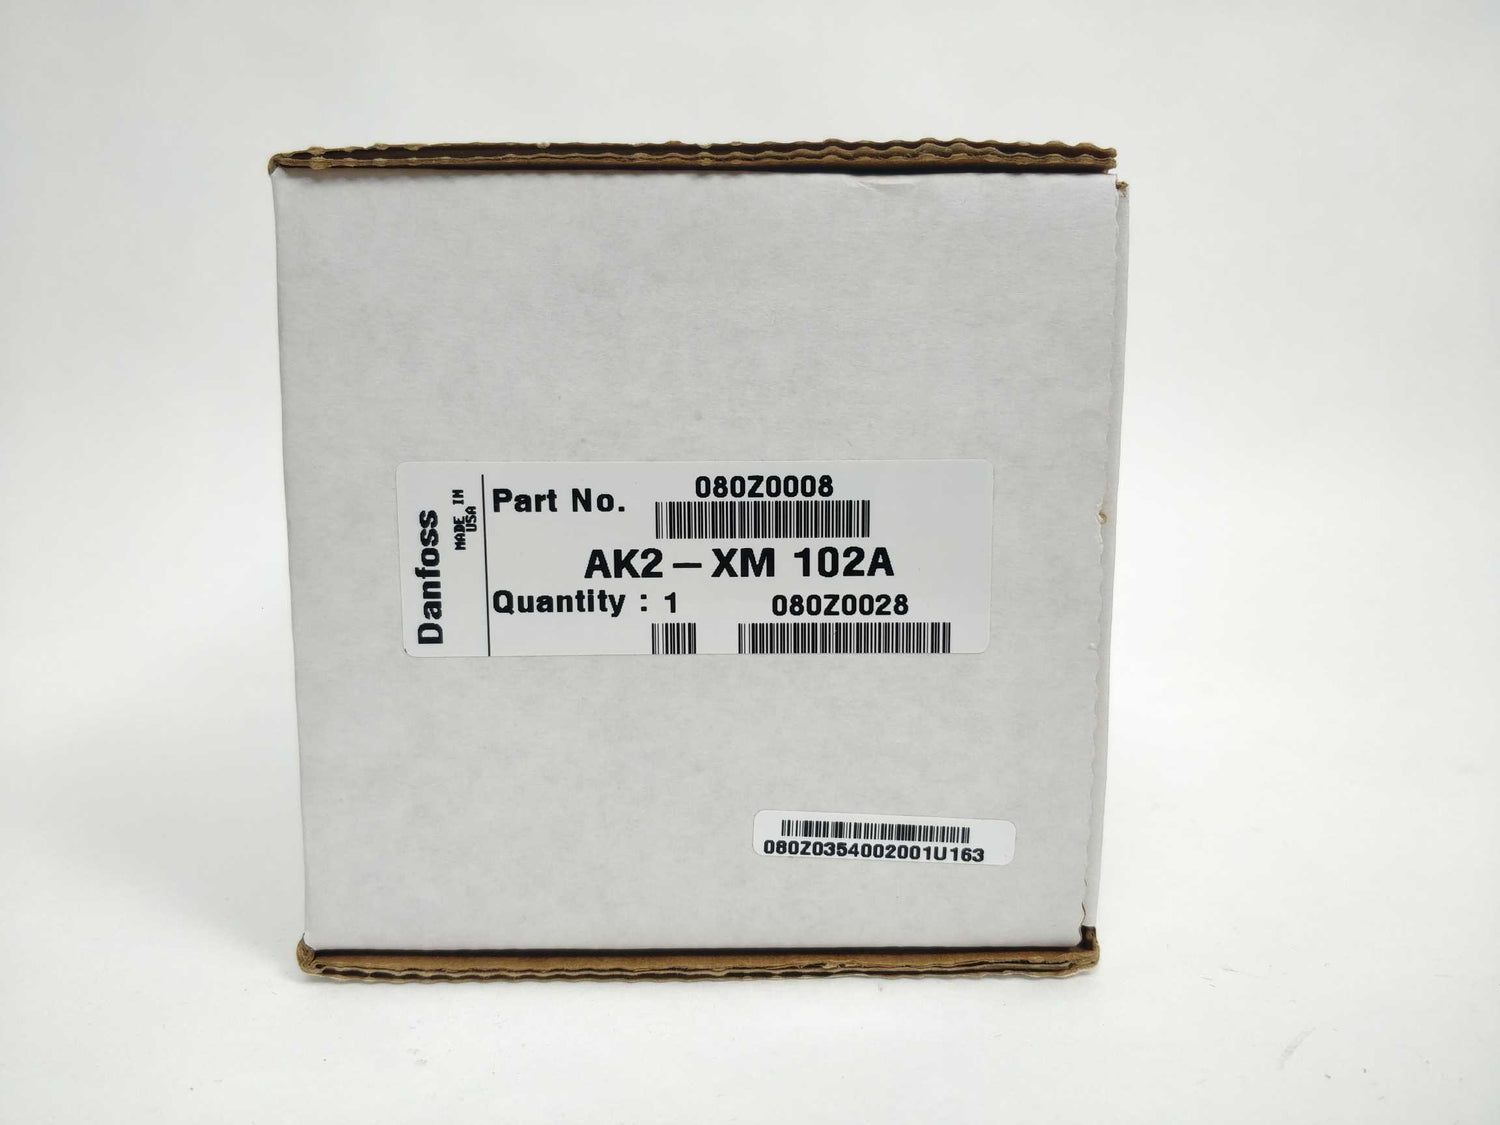 Danfoss
MADE IN
USA
Part No. 080Z0008
AK2-XM 102A
Quantity : 1 080Z0028
080Z0354002001U163